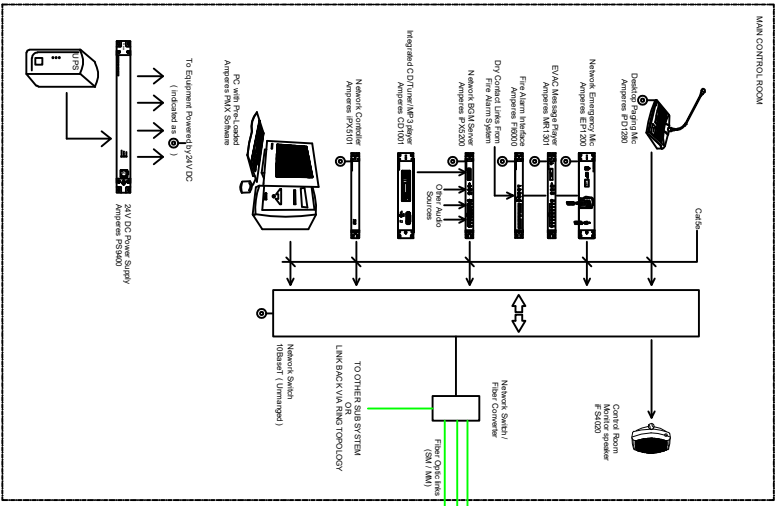 MAIN CONTROL ROOM
Desktop Paging Mic
Amperes iPD1280
Cat5e
Network Emergency Mic
Amperes iEP1200
EVAC Message Player
Amperes MR1301
Fire Alarm Interface
Amperes FI6000
Dry Contact Links From
Fire Alarm System
Network BGM Server
Amperes iPX5200
Other Audio
Sources
Integrated CD/Tuner/MP3 player
Amperes CD1001
Network Controller
Amperes iPX5101
PC with Pre-Loaded
Amperes PMX Software
To Equipment Powered by 24V DC
( indicated as )
UPS
24V DC Power Supply
Amperes PS9400
Network Switch
10BaseT ( Unmanged )
Control Room
Monitor speaker
iFS4020
Network Switch /
Fiber Converter
TO OTHER SUB SYSTEM
OR
LINK BACK VIA RING TOPOLOGY
Fiber Optic links
(SM / MM)